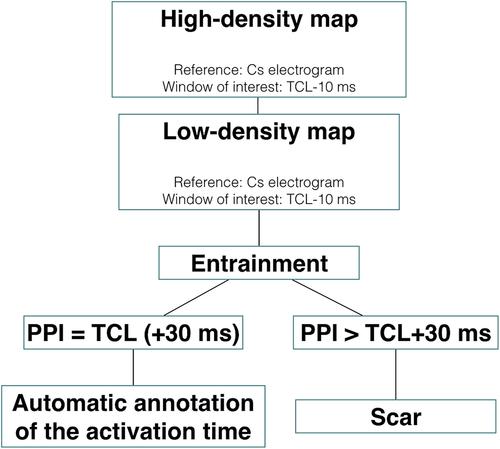 High-density map
Reference: Cs electrogram
Window of interest: TCL-10 ms
Low-density map
Reference: Cs electrogram
Window of interest: TCL-10 ms
Entrainment
PPI = TCL (+30 ms)
PPI > TCL+30 ms
Automatic annotation
of the activation time
Scar